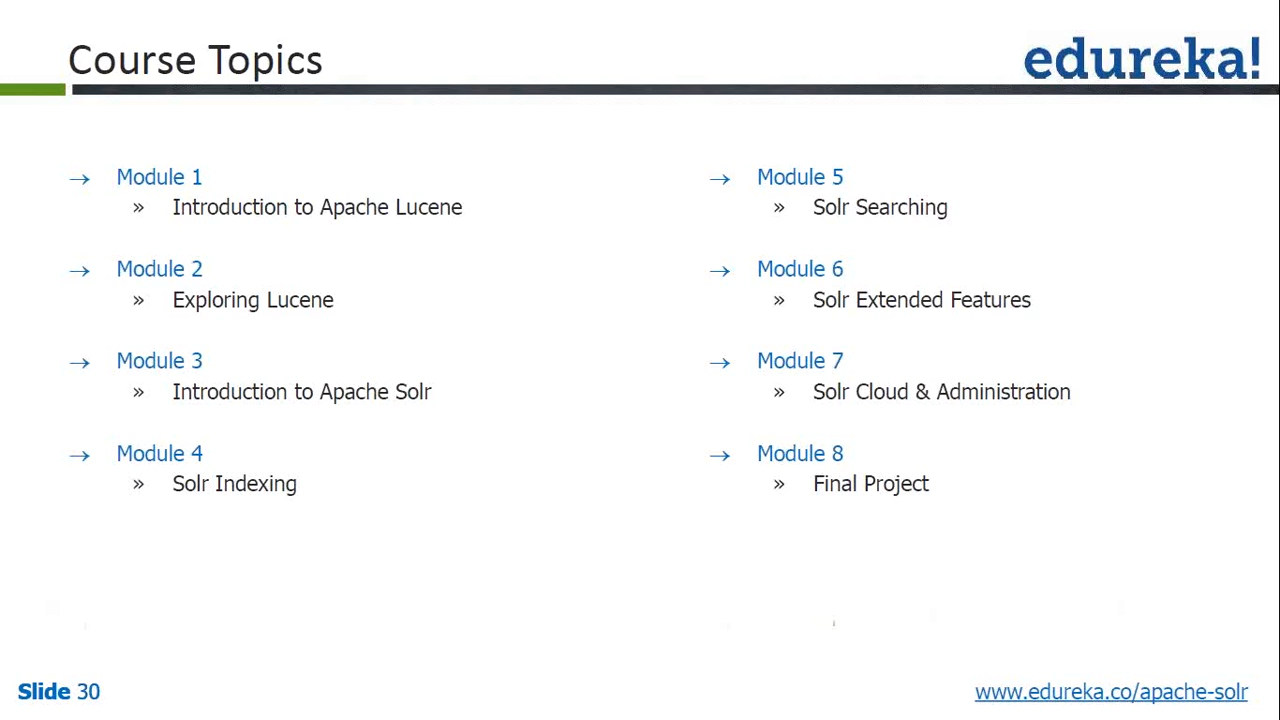 Course Topics
edureka!
→ Module 1
» Introduction to Apache Lucene
→ Module 2
» Exploring Lucene
→ Module 3
» Introduction to Apache Solr
→ Module 4
» Solr Indexing
→ Module 5
» Solr Searching
→ Module 6
» Solr Extended Features
→ Module 7
» Solr Cloud & Administration
→ Module 8
» Final Project
Slide 30
www.edureka.co/apache-solr